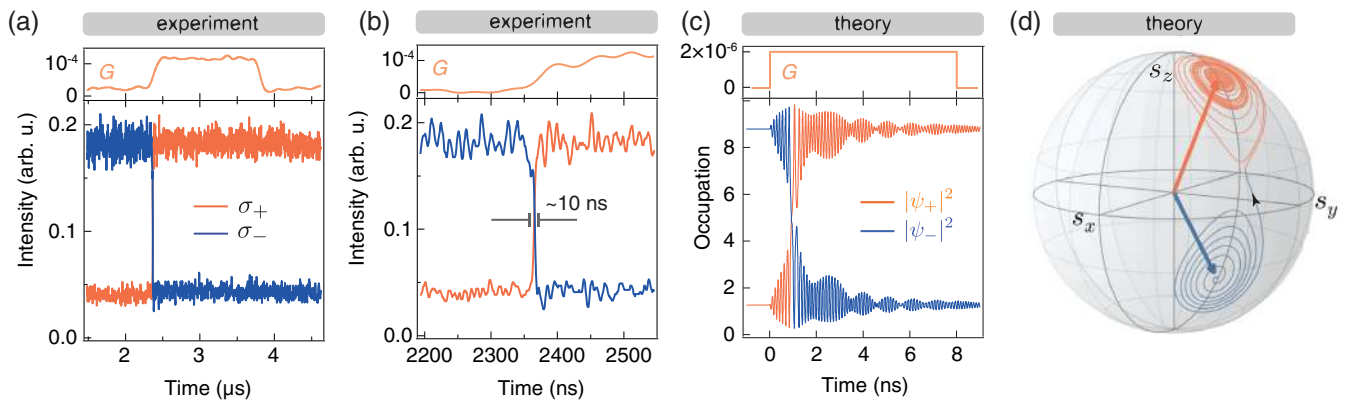 (a) experiment
G
10⁻⁴
0
0.2
0.1
0.0
Intensity (arb. u.)
σ₊
σ₋
2 3 4
Time (µs)
(b) experiment
G
10⁻⁴
0
0.2
0.1
0.0
Intensity (arb. u.)
~10 ns
2200 2300 2400 2500
Time (ns)
(c) theory
G
2×10⁻⁶
0
8
6
4
2
0
Occupation
|ψ₊|²
|ψ₋|²
0 2 4 6 8
Time (ns)
(d) theory
s_z
s_x
s_y